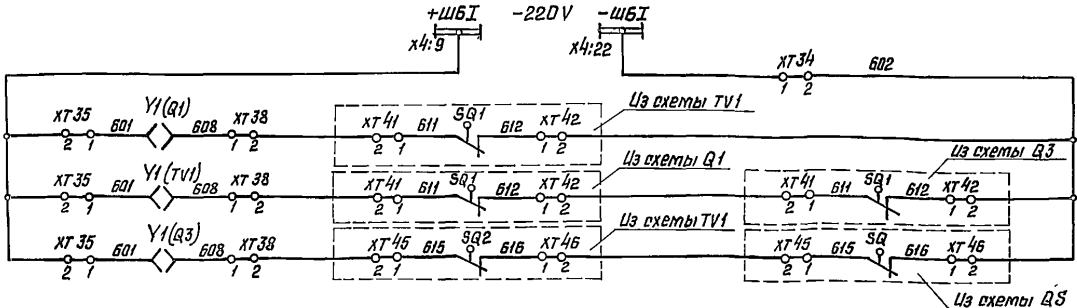 +ШБI -220V -ШБI
X4:9 X4:22
XT34 602
1 2
Y1(Q1) Из схемы TV1
XT35 601 608 XT38 XT41 611 SQ1 612 XT42
2 1 1 2 2 1 1 2
Из схемы Q1 Из схемы Q3
Y1(TV1)
XT35 601 608 XT38 XT41 611 SQ1 612 XT42 XT41 611 SQ1 612 XT42
2 1 1 2 2 1 1 2 2 1 1 2
Из схемы TV1
Y1(Q3)
XT35 601 608 XT38 XT45 615 SQ2 616 XT46 XT45 615 SQ 616 XT46
2 1 1 2 2 1 1 2 2 1 1 2
Из схемы QS